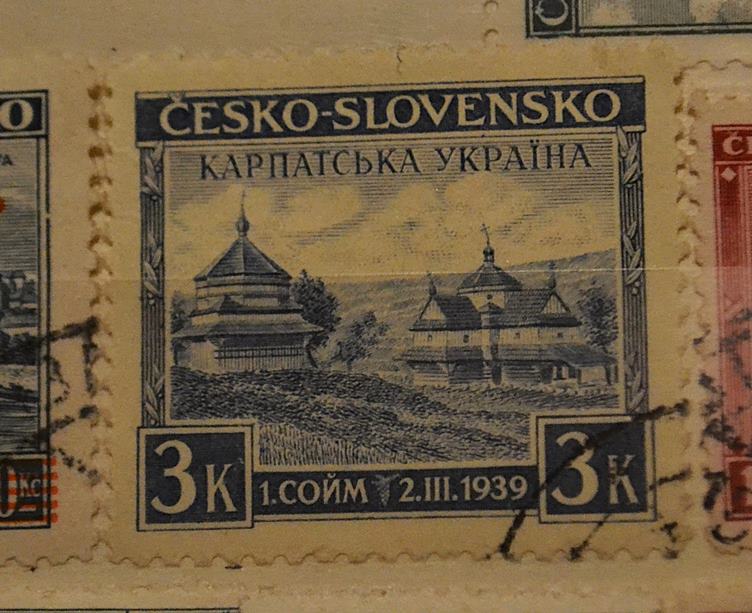 ČESKO-SLOVENSKO
КАРПАТСЬКА УКРАЇНА
3K
1.СОЙМ 2.III.1939
3K